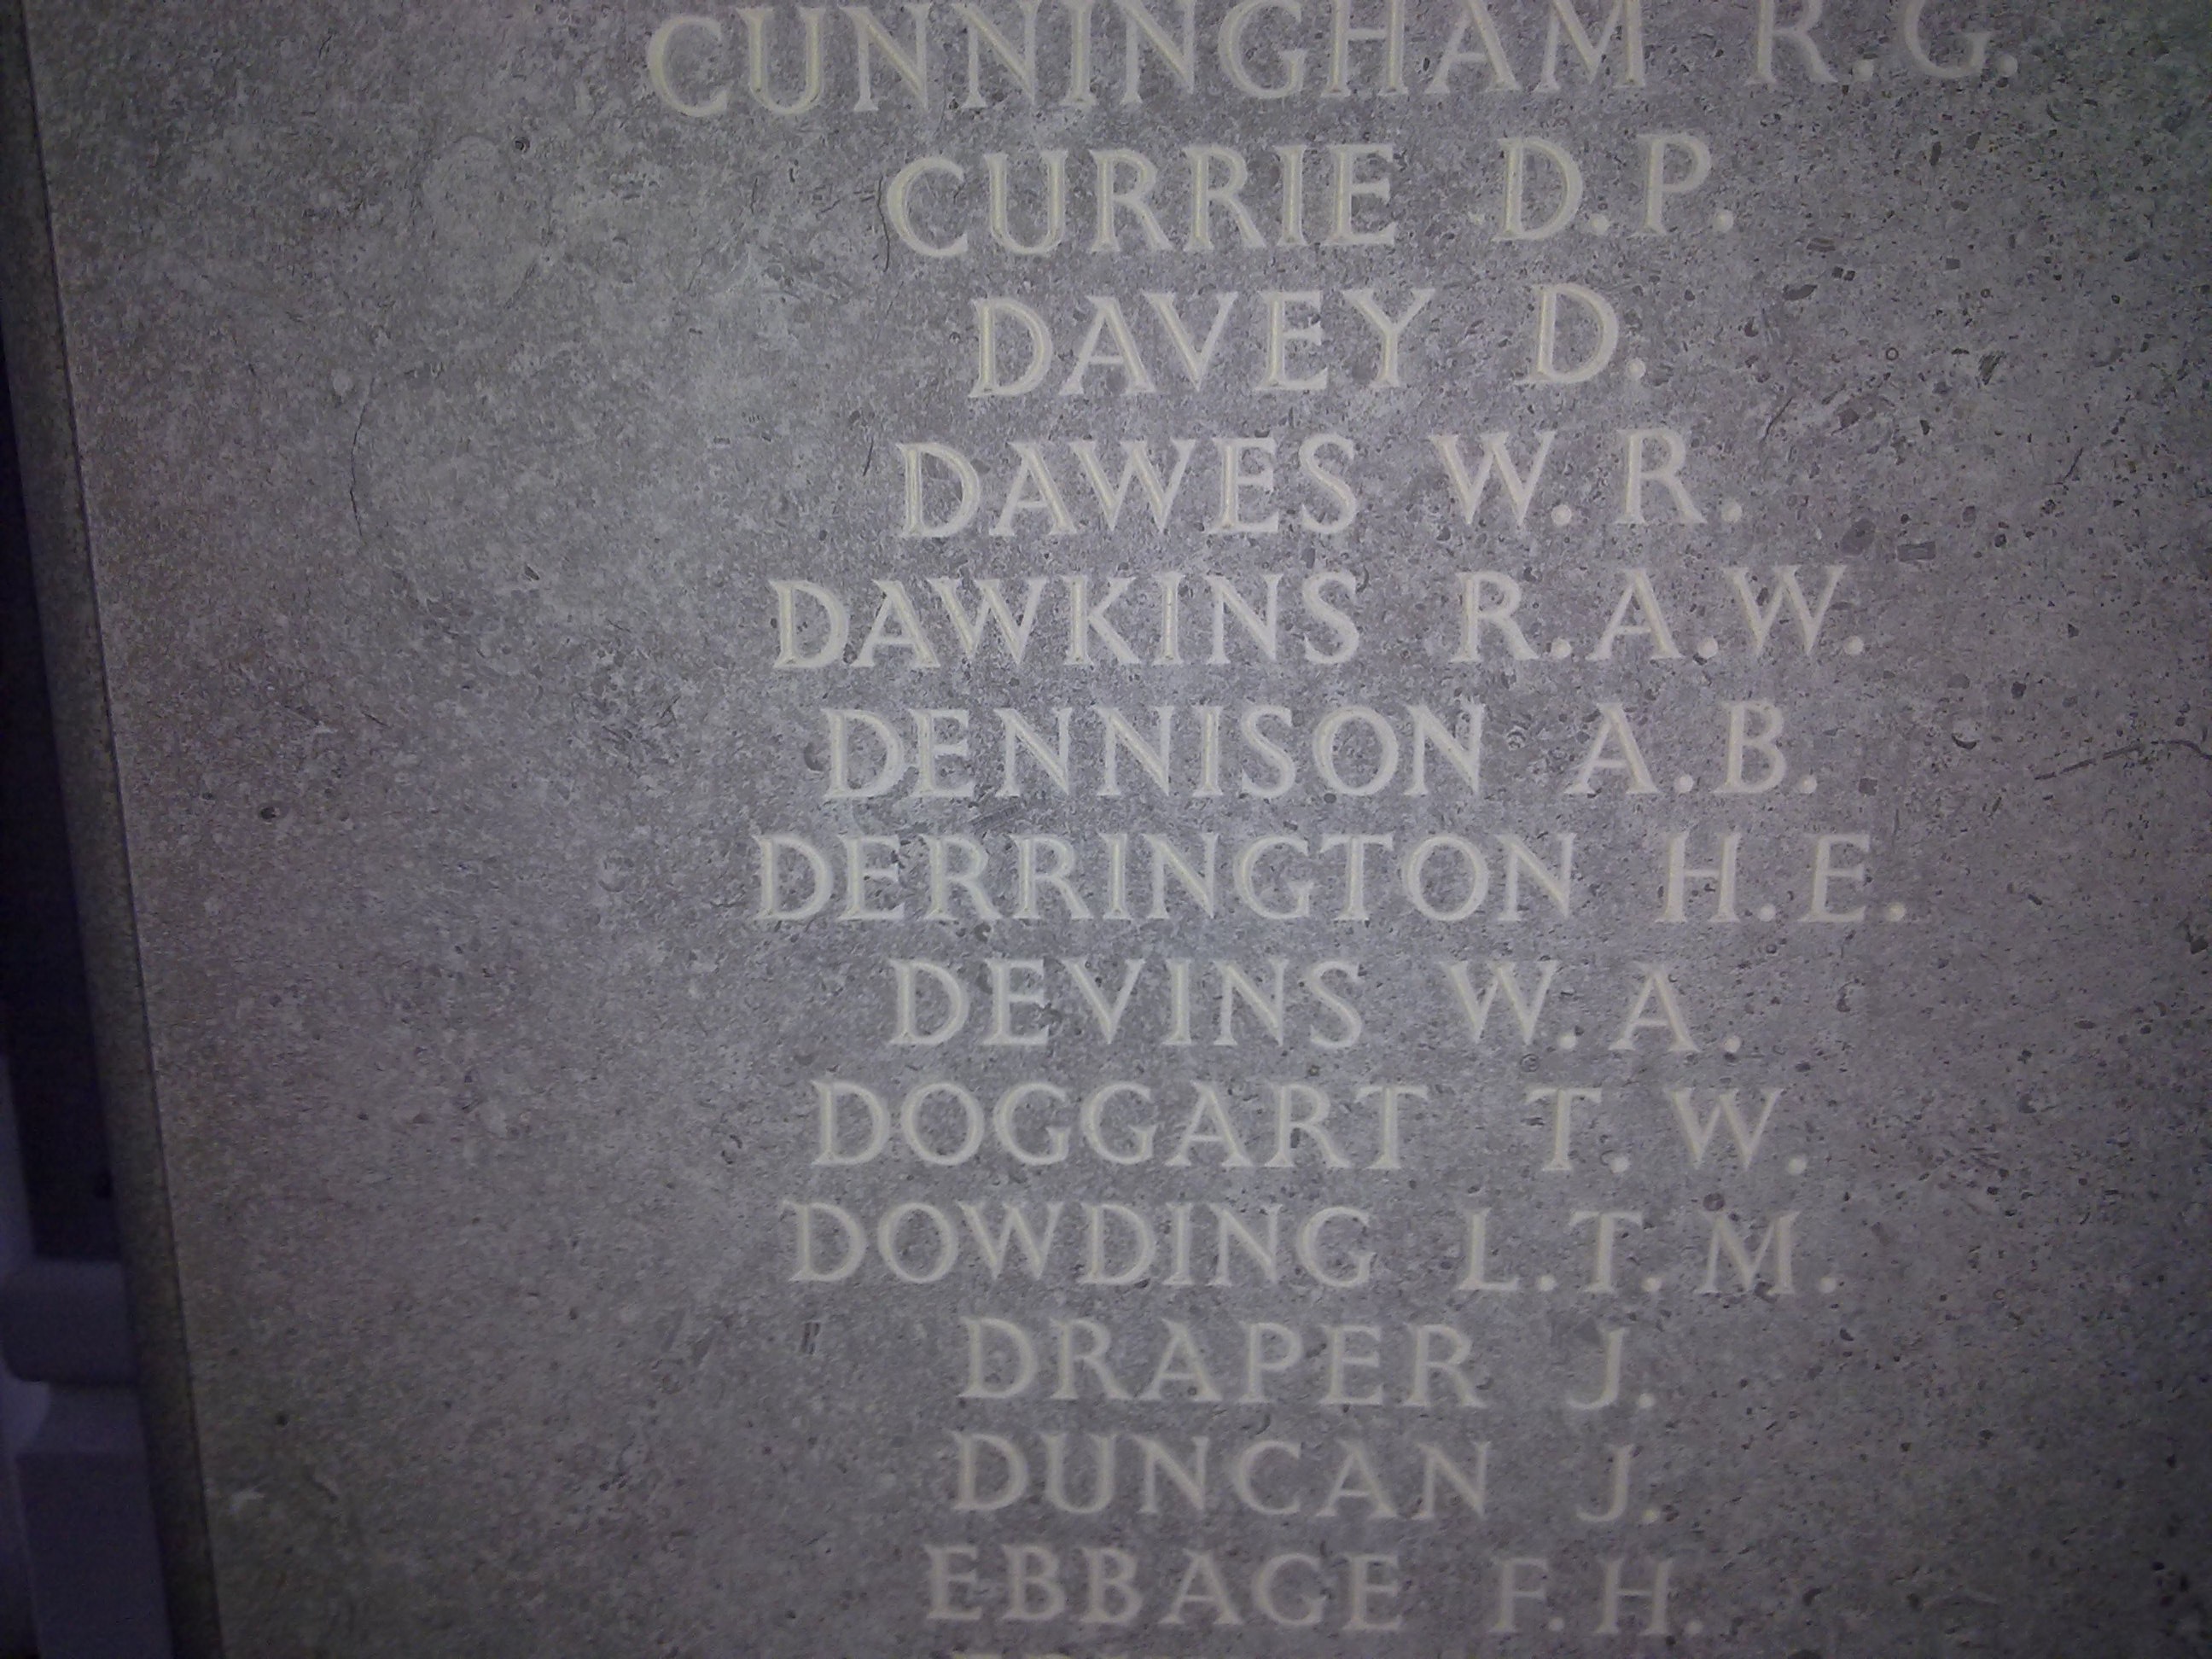 CUNNINGHAM R.G.
CURRIE D.P.
DAVEY D.
DAWES W.R.
DAWKINS R.A.W.
DENNISON A.B.
DERRINGTON H.E.
DEVINS W.A.
DOGGART T.W.
DOWDING L.T.M.
DRAPER J.
DUNCAN J.
EBBAGE F.H.